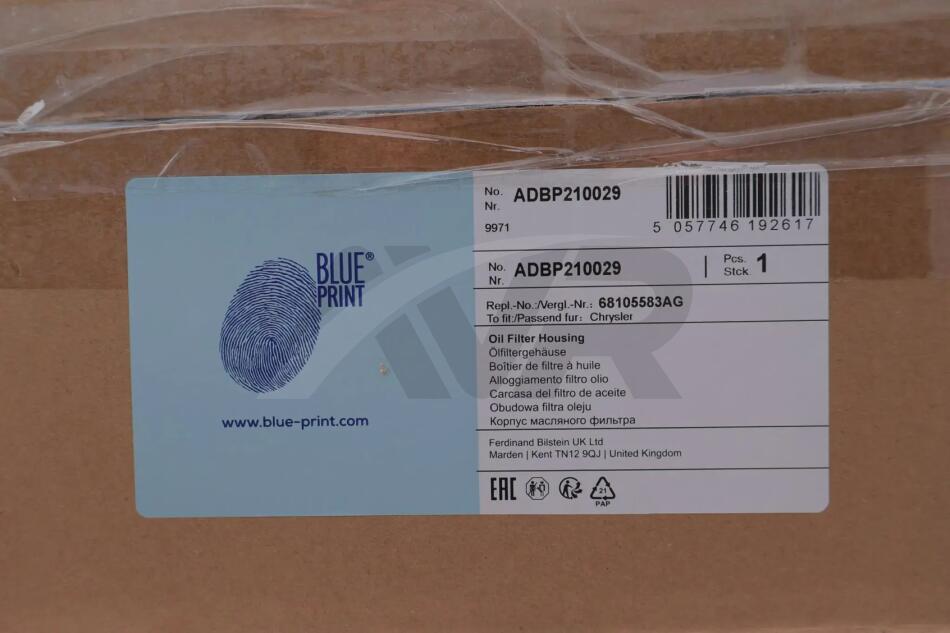 BLUE®
PRINT
www.blue-print.com
No. ADBP210029
Nr.
9971
5 057746 192617
No. ADBP210029
Nr.
Pcs. 1
Stck.
Repl.-No.:/Vergl.-Nr.: 68105583AG
To fit:/Passend fur: Chrysler
Oil Filter Housing
Ölfiltergehäuse
Boîtier de filtre à huile
Alloggiamento filtro olio
Carcasa del filtro de aceite
Obudowa filtra oleju
Корпус масляного фильтра
Ferdinand Bilstein UK Ltd
Marden | Kent TN12 9QJ | United Kingdom
EAC
21
PAP
iVR